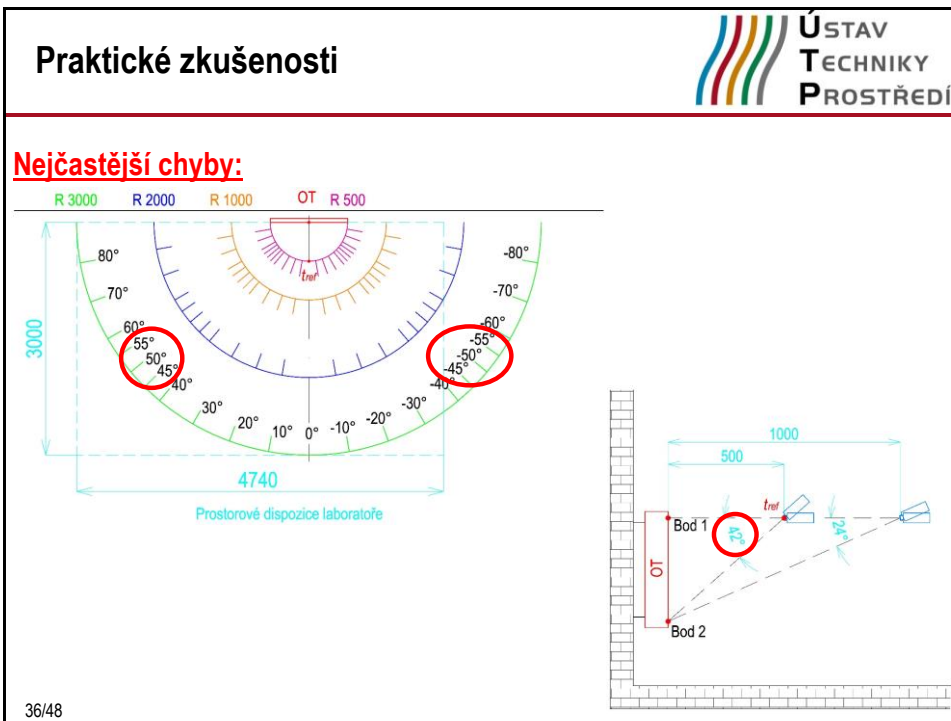 Praktické zkušenosti
ÚSTAV
TECHNIKY
PROSTŘEDÍ
Nejčastější chyby:
R 3000 R 2000 R 1000 OT R 500
tref
80° -80°
70° -70°
60° -60°
55° -55°
50° -50°
45° -45°
40° -40°
30° -30°
20° -20°
10° 0° -10°
3000
4740
Prostorové dispozice laboratoře
1000
500
tref
Bod 1
42°
24°
OT
Bod 2
36/48